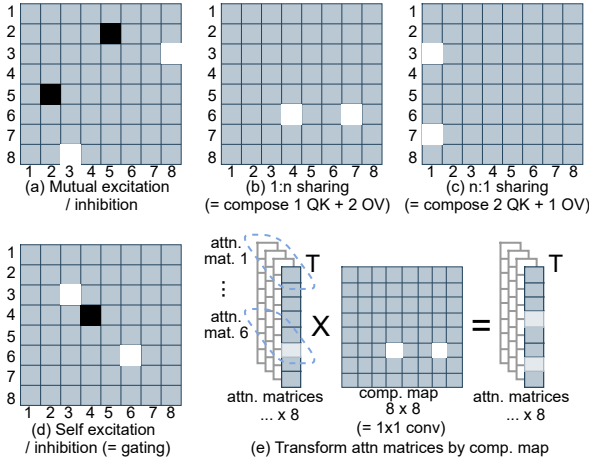 1
2
3
4
5
6
7
8
1 2 3 4 5 6 7 8
(a) Mutual excitation
/ inhibition
1
2
3
4
5
6
7
8
1 2 3 4 5 6 7 8
(b) 1:n sharing
(= compose 1 QK + 2 OV)
1
2
3
4
5
6
7
8
1 2 3 4 5 6 7 8
(c) n:1 sharing
(= compose 2 QK + 1 OV)
1
2
3
4
5
6
7
8
1 2 3 4 5 6 7 8
(d) Self excitation
/ inhibition (= gating)
attn.
mat. 1
⋮
attn.
mat. 6
T
attn. matrices
... x 8
X
comp. map
8 x 8
(= 1x1 conv)
=
T
attn. matrices
... x 8
(e) Transform attn matrices by comp. map